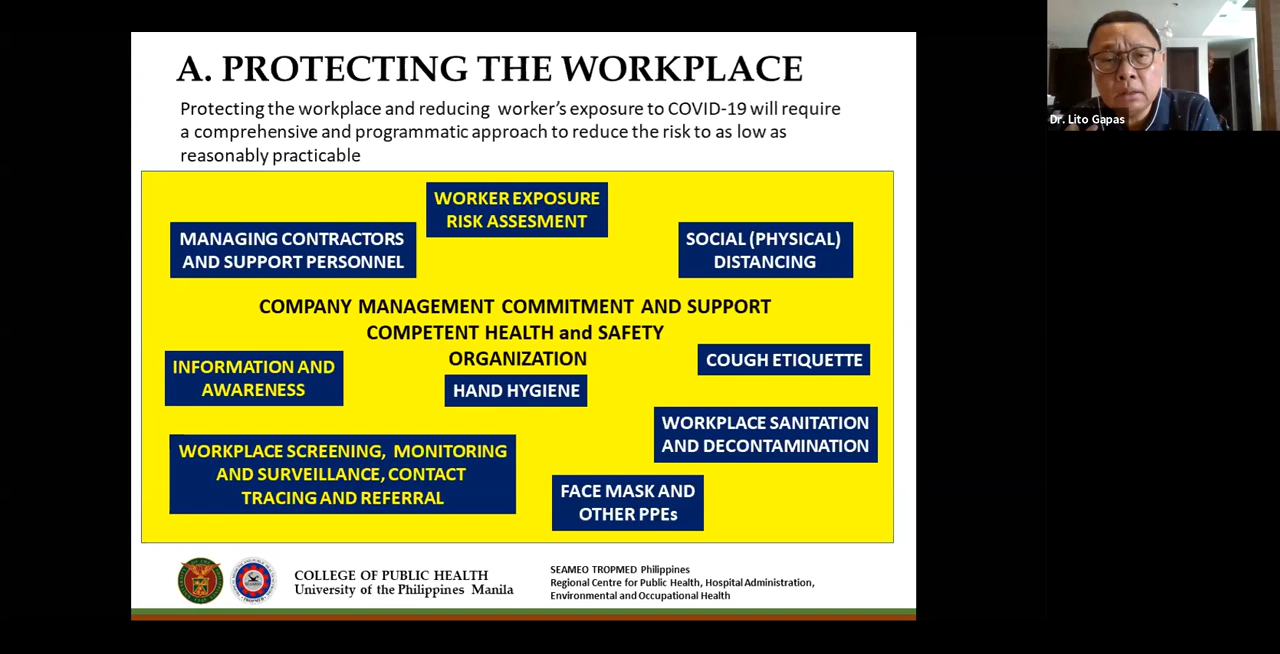 A. PROTECTING THE WORKPLACE
Protecting the workplace and reducing worker's exposure to COVID-19 will require
a comprehensive and programmatic approach to reduce the risk to as low as
reasonably practicable
WORKER EXPOSURE
RISK ASSESMENT
MANAGING CONTRACTORS
AND SUPPORT PERSONNEL
SOCIAL (PHYSICAL)
DISTANCING
COMPANY MANAGEMENT COMMITMENT AND SUPPORT
COMPETENT HEALTH and SAFETY
ORGANIZATION
INFORMATION AND
AWARENESS
HAND HYGIENE
COUGH ETIQUETTE
WORKPLACE SANITATION
AND DECONTAMINATION
WORKPLACE SCREENING, MONITORING
AND SURVEILLANCE, CONTACT
TRACING AND REFERRAL
FACE MASK AND
OTHER PPEs
COLLEGE OF PUBLIC HEALTH
University of the Philippines Manila
SEAMEO TROPMED Philippines
Regional Centre for Public Health, Hospital Administration,
Environmental and Occupational Health
Dr. Lito Gapas